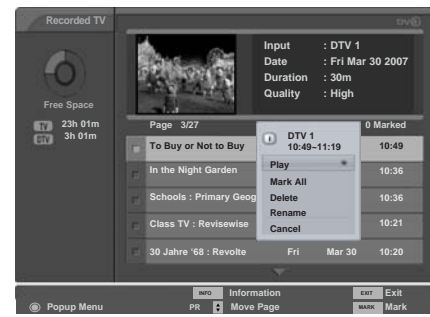 Recorded TV
DVR
Input : DTV 1
Date : Fri Mar 30 2007
Duration : 30m
Quality : High
Free Space
TV 23h 01m
DTV 3h 01m
Page 3/27
0 Marked
To Buy or Not to Buy 10:49
In the Night Garden 10:36
Schools : Primary Geog 10:36
Class TV : Revisewise 10:21
30 Jahre ‘68 : Revolte Fri Mar 30 10:20
i DTV 1
10:49~11:19
Play
Mark All
Delete
Rename
Cancel
INFO Information EXIT Exit
Popup Menu PR Move Page MARK Mark